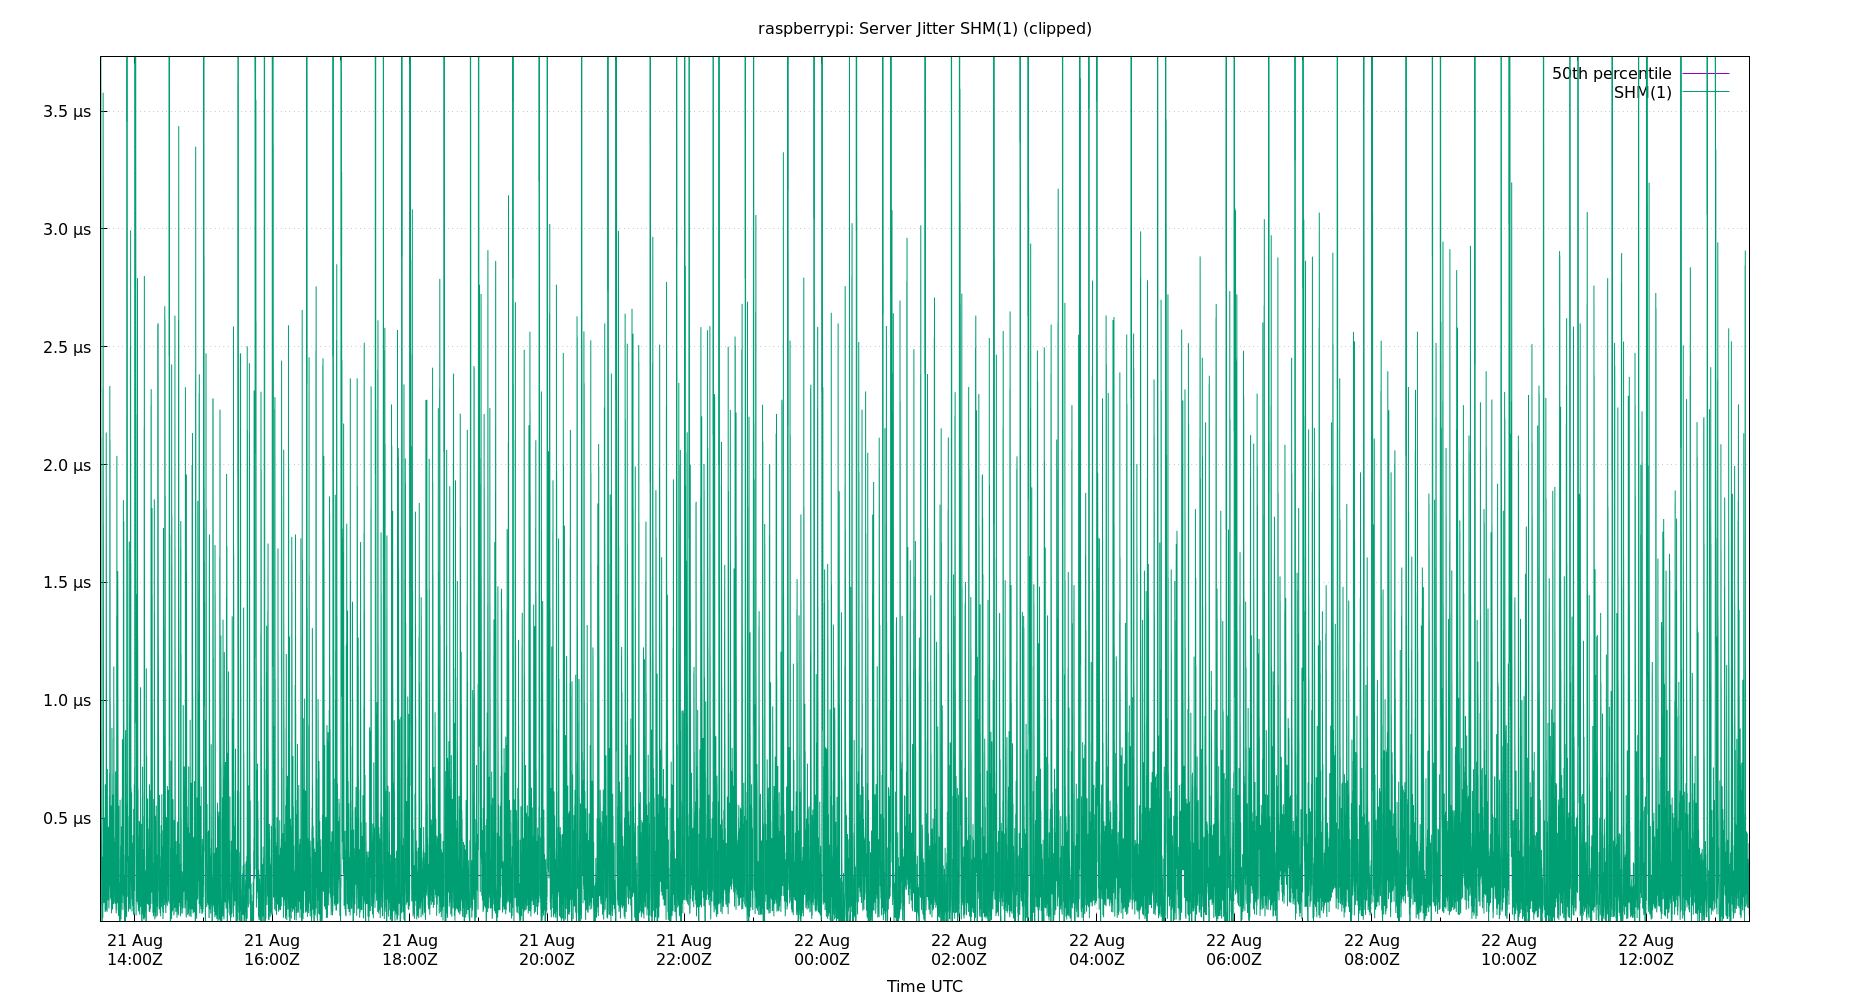 raspberrypi: Server Jitter SHM(1) (clipped)
50th percentile
SHM(1)
3.5 µs
3.0 µs
2.5 µs
2.0 µs
1.5 µs
1.0 µs
0.5 µs
21 Aug 21 Aug 21 Aug 21 Aug 21 Aug 22 Aug 22 Aug 22 Aug 22 Aug 22 Aug 22 Aug 22 Aug
14:00Z 16:00Z 18:00Z 20:00Z 22:00Z 00:00Z 02:00Z 04:00Z 06:00Z 08:00Z 10:00Z 12:00Z
Time UTC